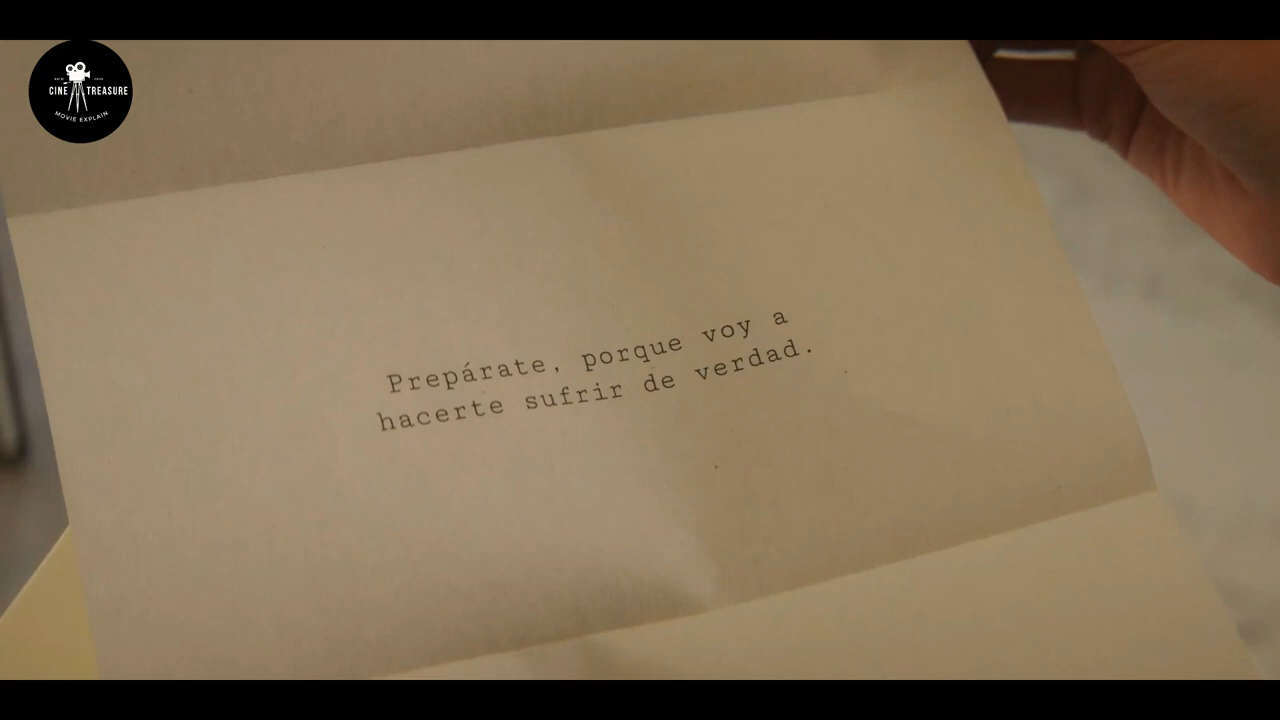 CINE TREASURE
MOVIE EXPLAIN
Prepárate, porque voy a
hacerte sufrir de verdad.